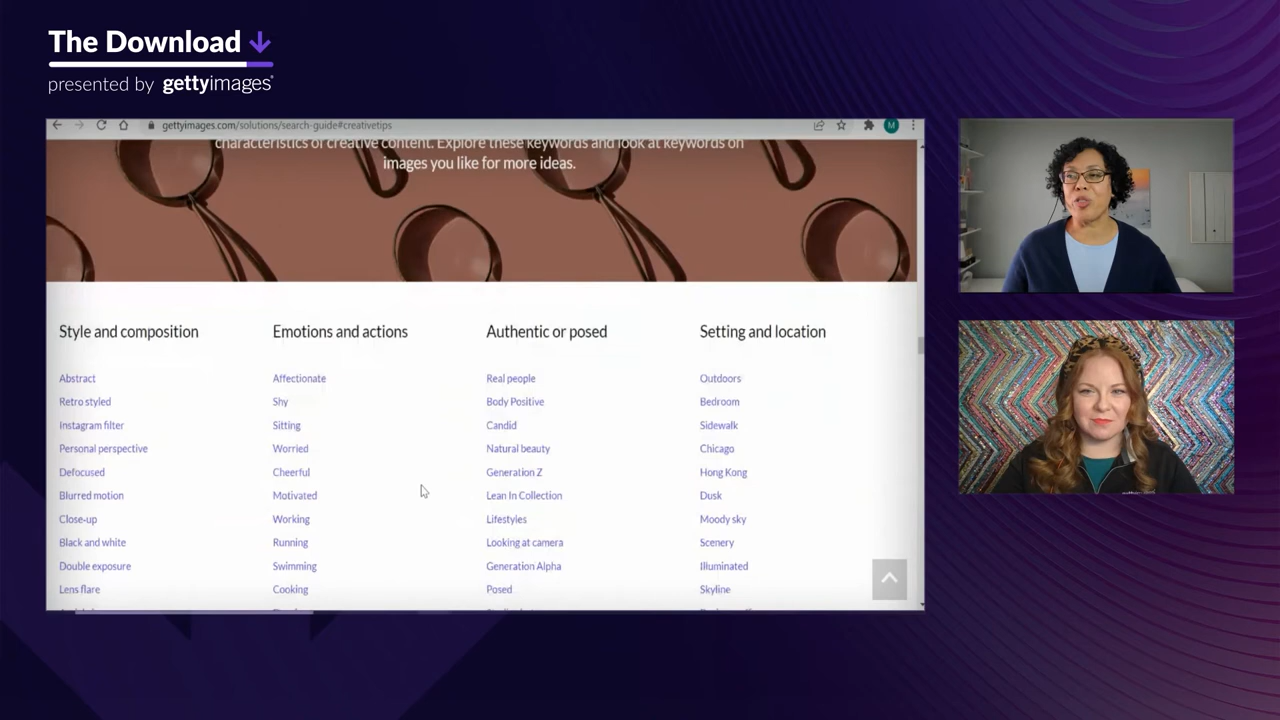 The Download
presented by gettyimages®
gettyimages.com/solutions/search-guide#creativetips
M
characteristics of creative content. Explore these keywords and look at keywords on
images you like for more ideas.
Style and composition
Abstract
Retro styled
Instagram filter
Personal perspective
Defocused
Blurred motion
Close-up
Black and white
Double exposure
Lens flare
Emotions and actions
Affectionate
Shy
Sitting
Worried
Cheerful
Motivated
Working
Running
Swimming
Cooking
Authentic or posed
Real people
Body Positive
Candid
Natural beauty
Generation Z
Lean In Collection
Lifestyles
Looking at camera
Generation Alpha
Posed
Setting and location
Outdoors
Bedroom
Sidewalk
Chicago
Hong Kong
Dusk
Moody sky
Scenery
Illuminated
Skyline